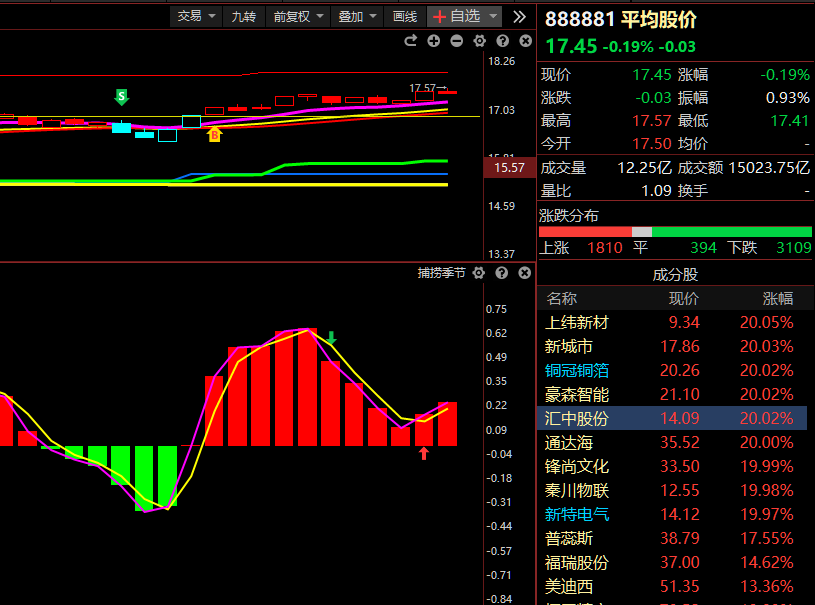 交易 九转 前复权 叠加 画线 自选
888881 平均股价
17.45 -0.19% -0.03
现价 17.45 涨幅 -0.19%
涨跌 -0.03 振幅 0.93%
最高 17.57 最低 17.41
今开 17.50 均价 -
成交量 12.25亿 成交额 15023.75亿
量比 1.09 换手 -
涨跌分布
上涨 1810 平 394 下跌 3109
成分股
名称 现价 涨幅
上纬新材 9.34 20.05%
新城市 17.86 20.03%
铜冠铜箔 20.26 20.02%
豪森智能 21.10 20.02%
汇中股份 14.09 20.02%
通达海 35.52 20.00%
锋尚文化 33.50 19.99%
秦川物联 12.55 19.98%
新特电气 14.12 19.97%
普蕊斯 38.79 17.55%
福瑞股份 37.00 14.62%
美迪西 51.35 13.36%
18.26
17.57
17.03
15.57
14.59
13.37
S
B
捕捞季节
0.75
0.62
0.49
0.35
0.22
0.09
-0.04
-0.18
-0.31
-0.44
-0.57
-0.71
-0.84